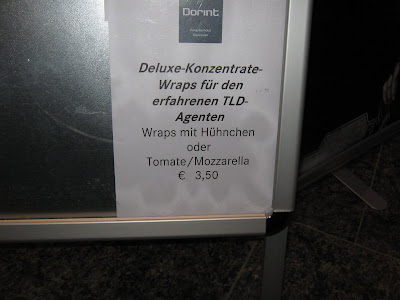 Dorint
Deluxe-Konzentrate-
Wraps für den
erfahrenen TLD-
Agenten
Wraps mit Hühnchen
oder
Tomate/Mozzarella
€ 3,50